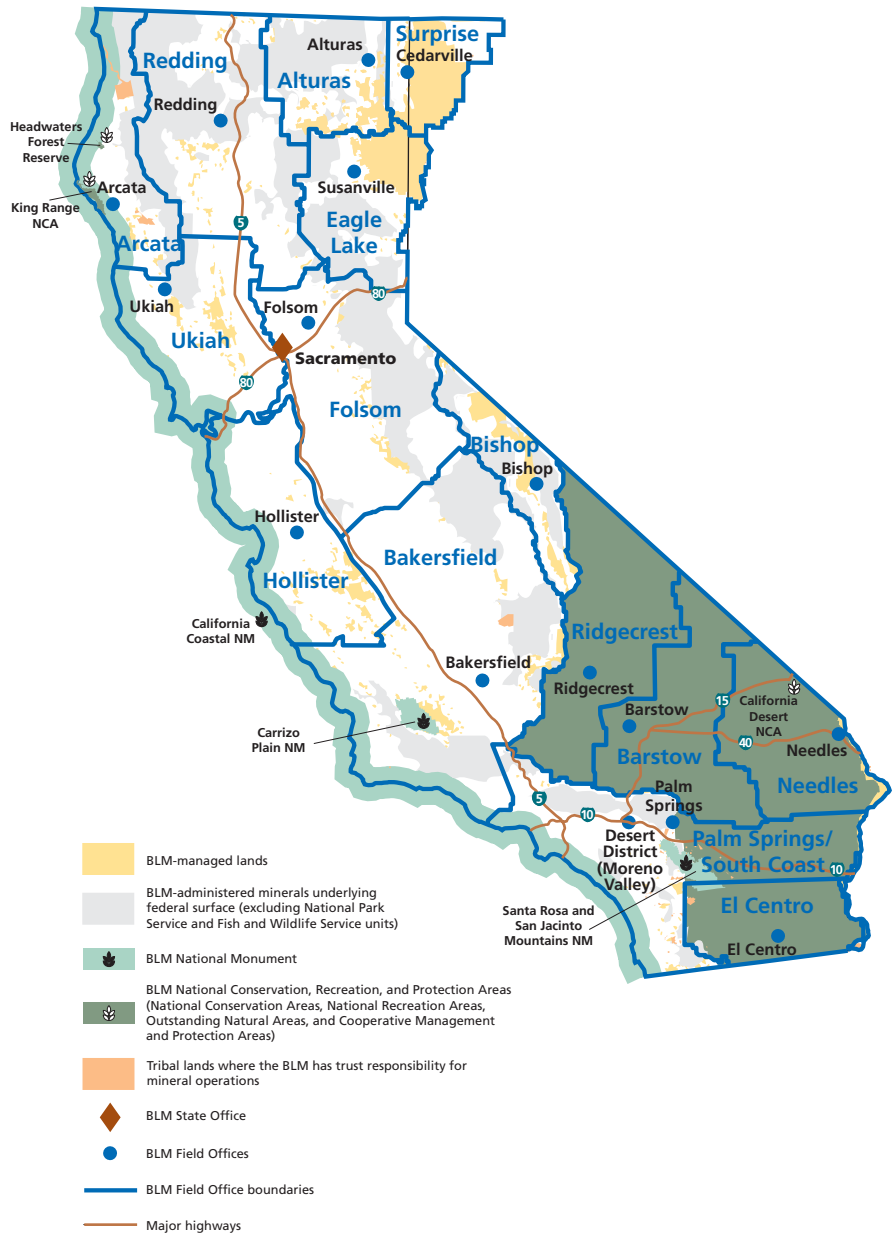 Surprise
Alturas
Cedarville
Redding
Alturas
Redding
Headwaters
Forest
Reserve
Susanville
Arcata
King Range
NCA
5
Eagle
Lake
Arcata
80
Ukiah
Folsom
Ukiah
Sacramento
80
Folsom
Bishop
Bishop
Hollister
Bakersfield
Hollister
California
Coastal NM
Ridgecrest
Bakersfield
Ridgecrest
15
California
Desert
NCA
Barstow
Carrizo
Plain NM
40
Needles
Barstow
Needles
Palm
Springs
5
10
Desert
District
(Moreno
Valley)
Palm Springs/
South Coast
10
Santa Rosa and
San Jacinto
Mountains NM
El Centro
El Centro
BLM-managed lands
BLM-administered minerals underlying
federal surface (excluding National Park
Service and Fish and Wildlife Service units)
BLM National Monument
BLM National Conservation, Recreation, and Protection Areas
(National Conservation Areas, National Recreation Areas,
Outstanding Natural Areas, and Cooperative Management
and Protection Areas)
Tribal lands where the BLM has trust responsibility for
mineral operations
BLM State Office
BLM Field Offices
BLM Field Office boundaries
Major highways